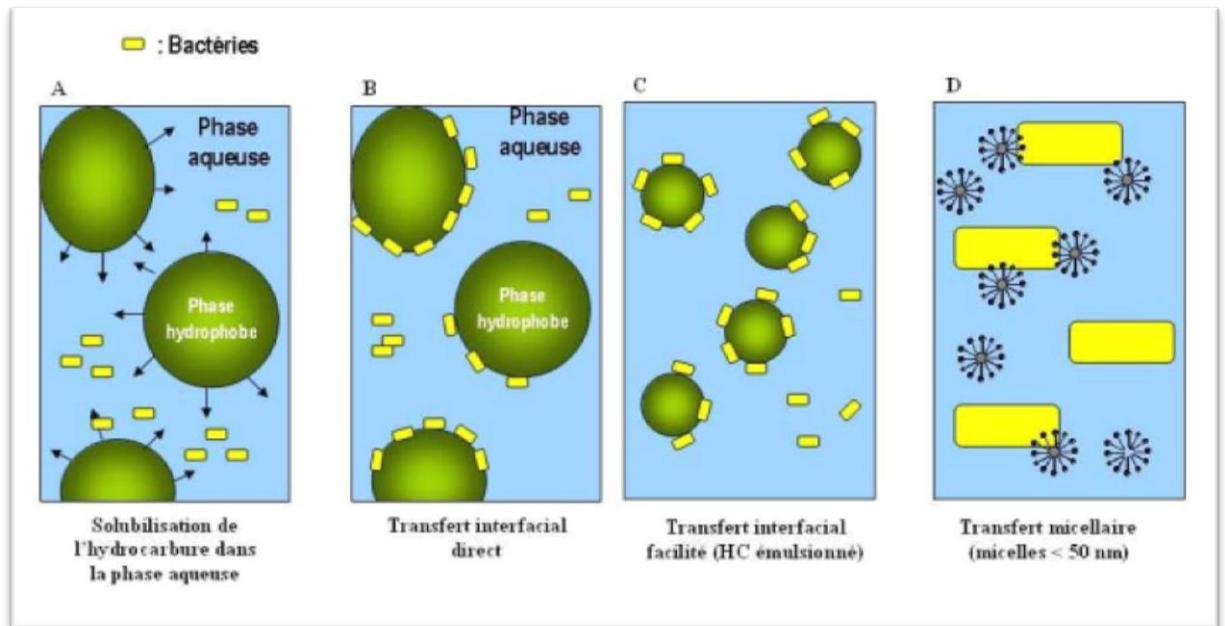 : Bactéries
A
B
C
D
Phase
aqueuse
Phase
hydrophobe
Phase
aqueuse
Phase
hydrophobe
Solubilisation de
l'hydrocarbure dans
la phase aqueuse
Transfert interfacial
direct
Transfert interfacial
facilité (HC émulsionné)
Transfert micellaire
(micelles < 50 nm)